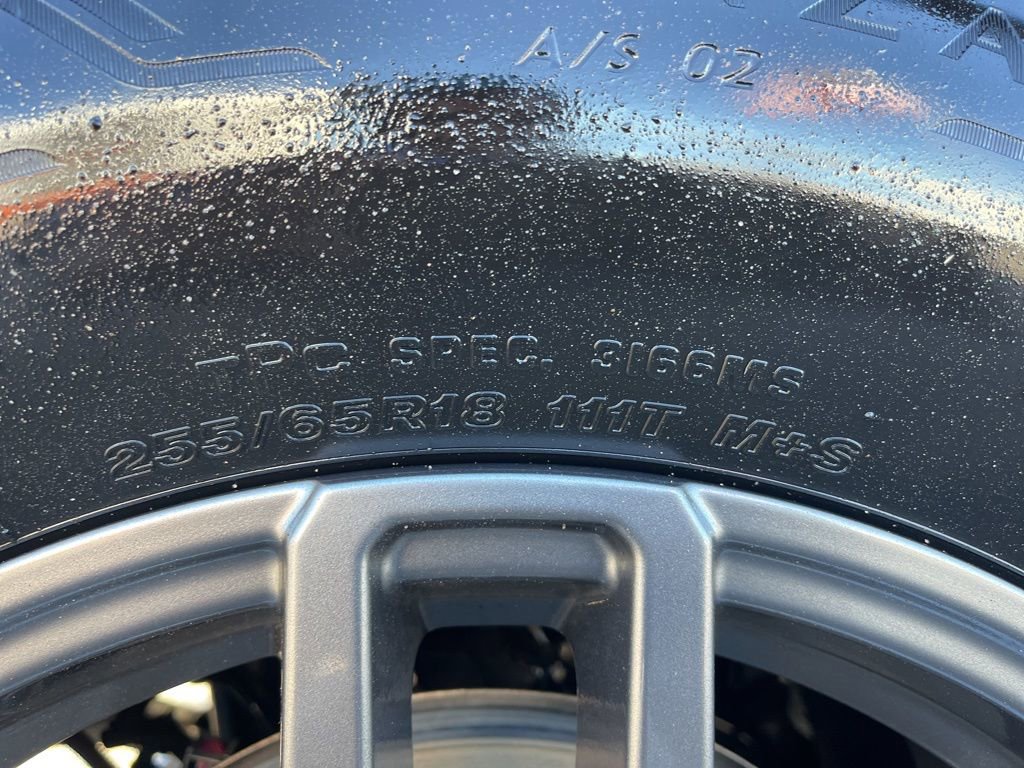 A/S 02
TPC SPEC. 3166MS
255/65R18 111T M+S